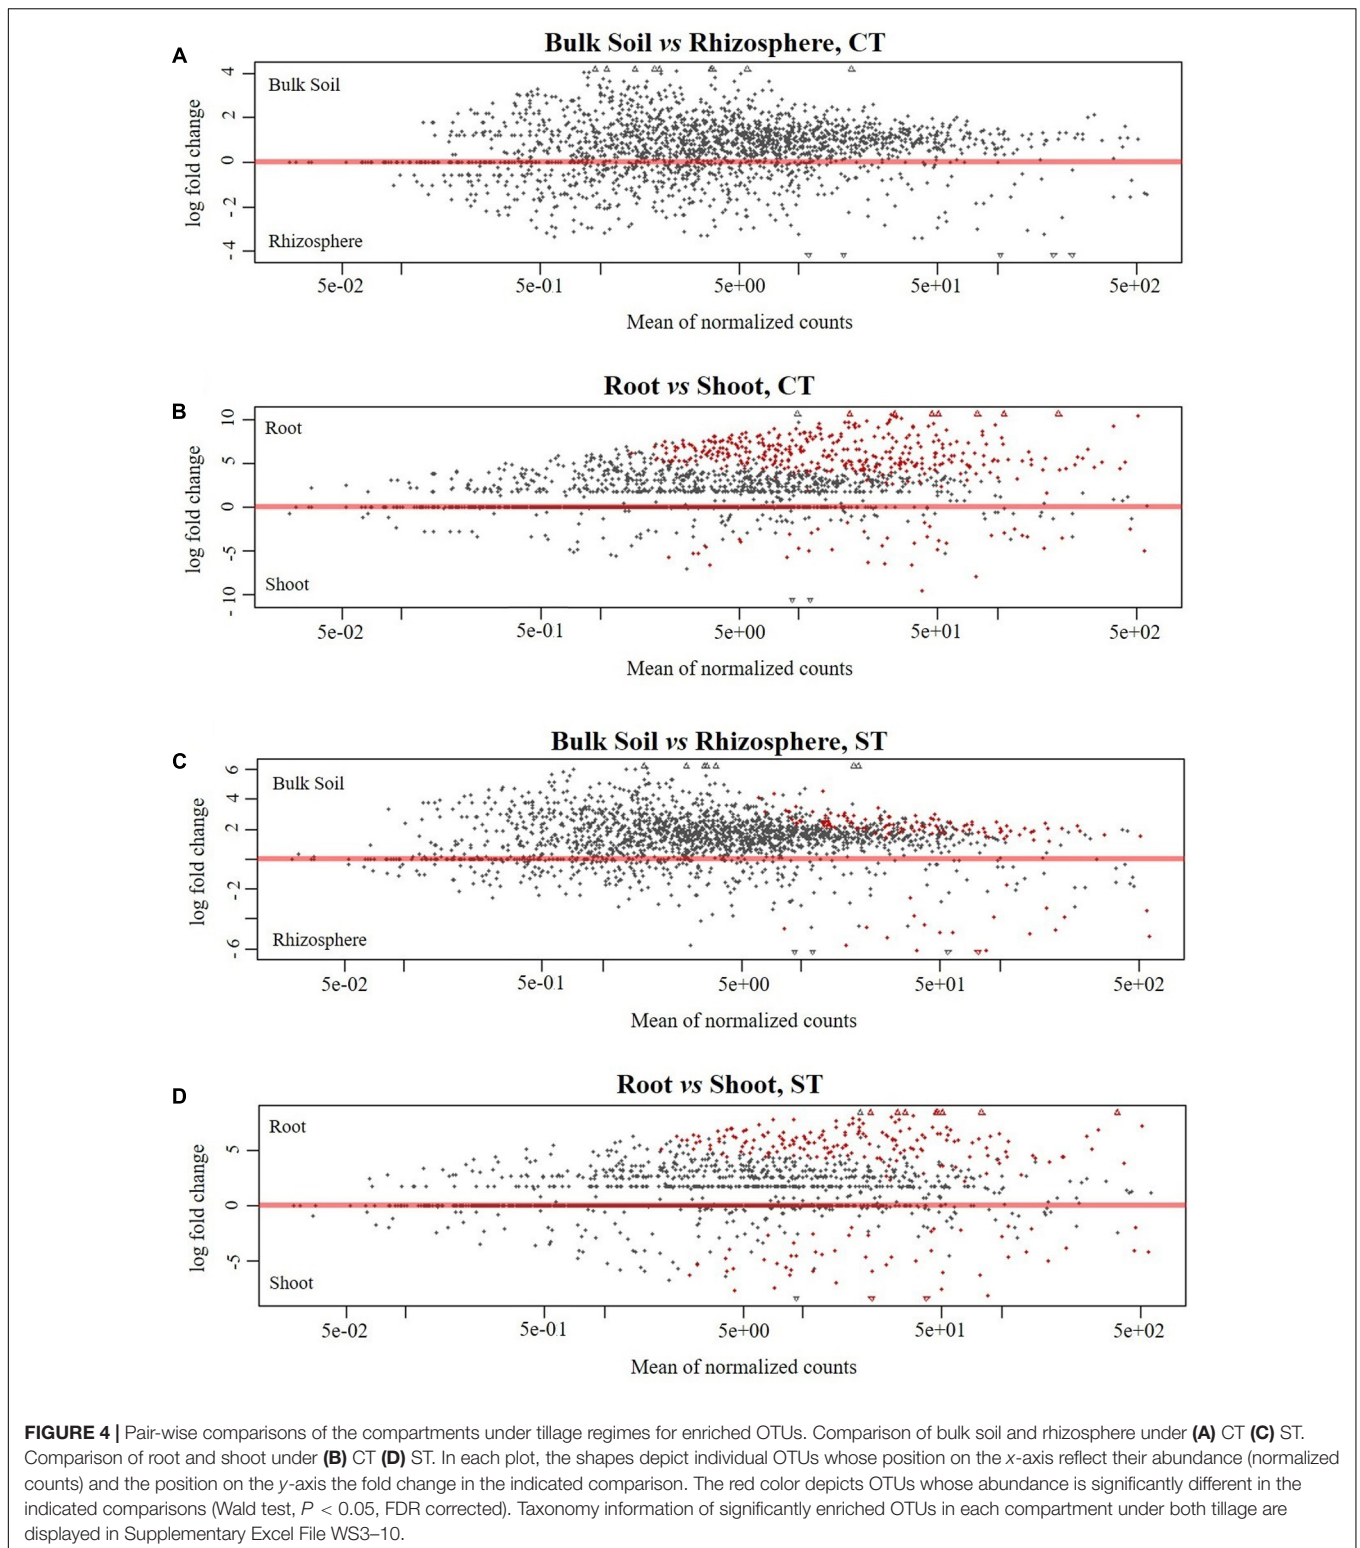 A
Bulk Soil vs Rhizosphere, CT
Bulk Soil
Rhizosphere
log fold change
4
2
0
- 2
- 4
5e-02
5e-01
5e+00
5e+01
5e+02
Mean of normalized counts
B
Root vs Shoot, CT
Root
Shoot
log fold change
10
5
0
-5
- 10
5e-02
5e-01
5e+00
5e+01
5e+02
Mean of normalized counts
C
Bulk Soil vs Rhizosphere, ST
Bulk Soil
Rhizosphere
log fold change
6
4
2
-2
- 6
5e-02
5e-01
5e+00
5e+01
5e+02
Mean of normalized counts
D
Root vs Shoot, ST
Root
Shoot
log fold change
5
0
-5
5e-02
5e-01
5e+00
5e+01
5e+02
Mean of normalized counts
FIGURE 4 | Pair-wise comparisons of the compartments under tillage regimes for enriched OTUs. Comparison of bulk soil and rhizosphere under (A) CT (C) ST.
Comparison of root and shoot under (B) CT (D) ST. In each plot, the shapes depict individual OTUs whose position on the x-axis reflect their abundance (normalized
counts) and the position on the y-axis the fold change in the indicated comparison. The red color depicts OTUs whose abundance is significantly different in the
indicated comparisons (Wald test, P < 0.05, FDR corrected). Taxonomy information of significantly enriched OTUs in each compartment under both tillage are
displayed in Supplementary Excel File WS3–10.